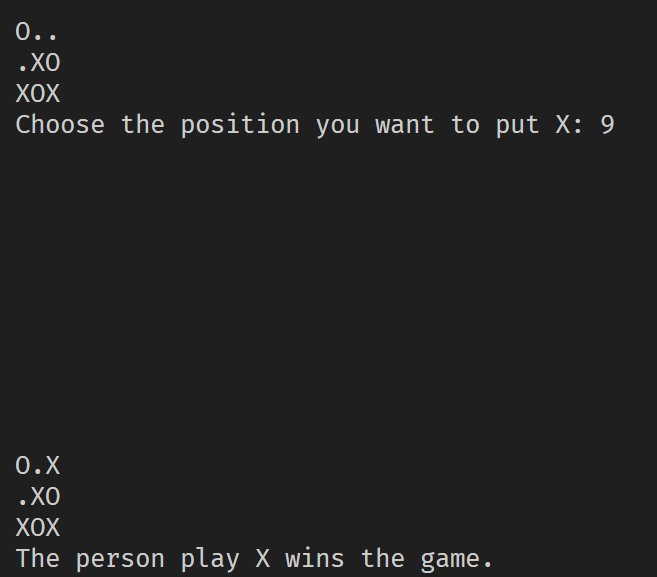 O..
.XO
XOX
Choose the position you want to put X: 9
O.X
.XO
XOX
The person play X wins the game.